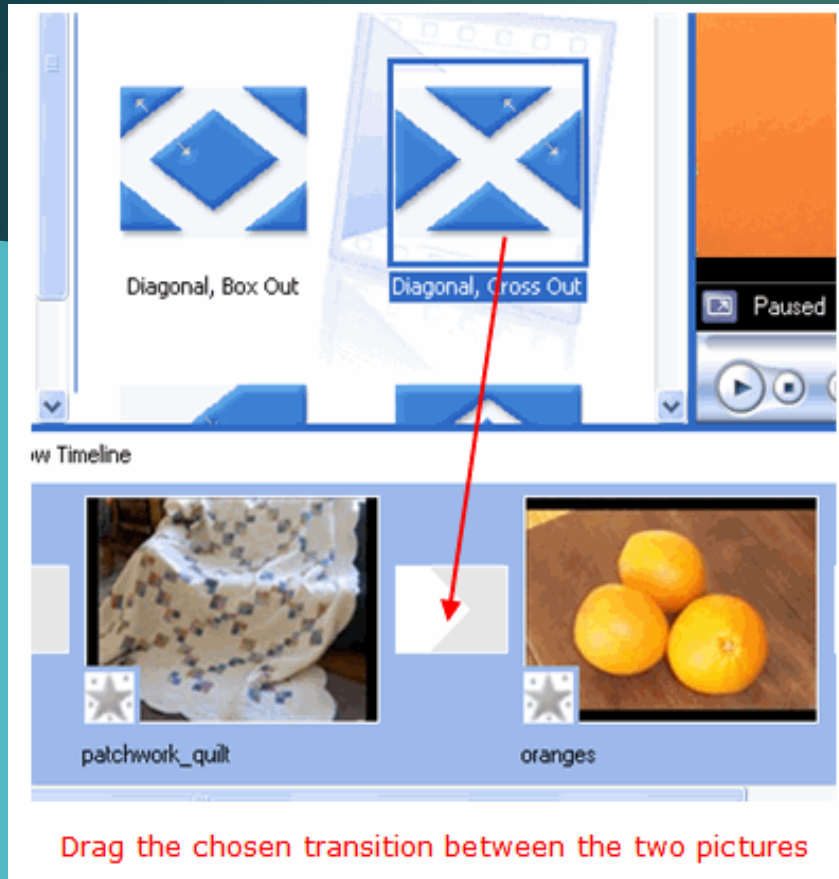 Diagonal, Box Out
Diagonal, Cross Out
Paused
w Timeline
patchwork_quilt
oranges
Drag the chosen transition between the two pictures